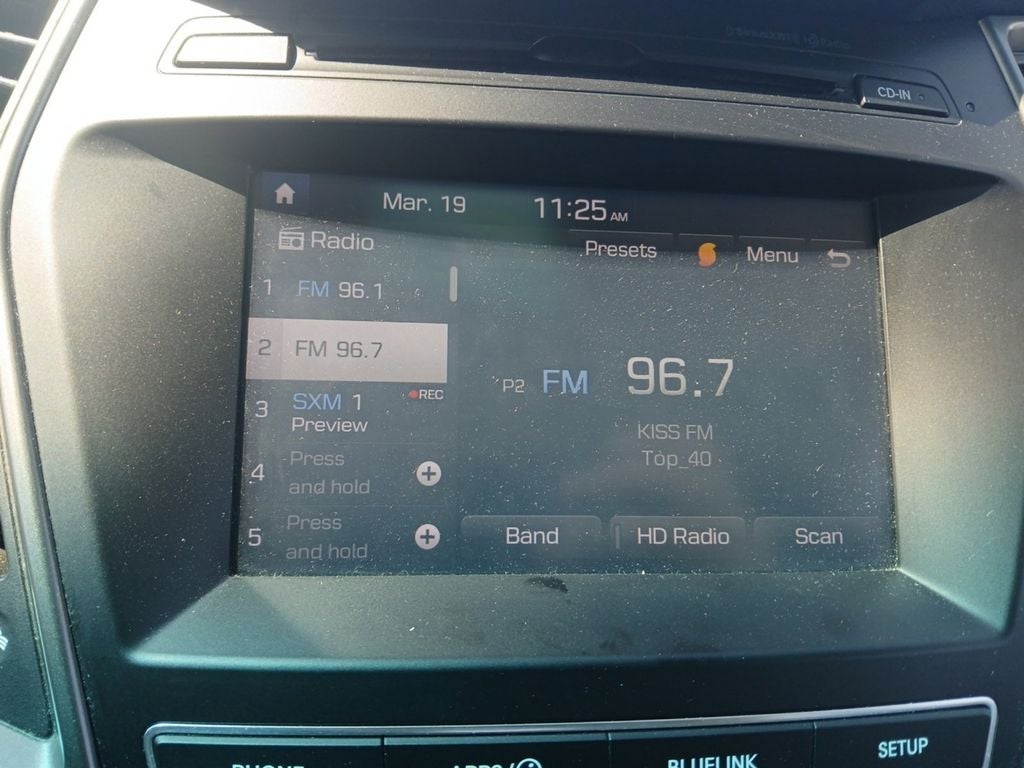 CD-IN
Mar. 19 11:25 AM
Radio
Presets Menu
1 FM 96.1
2 FM 96.7
3 SXM 1 REC
Preview
4 Press
and hold
5 Press
and hold
P2 FM 96.7
KISS FM
Top_40
Band HD Radio Scan
PHONE APPS/ BLUELINK SETUP